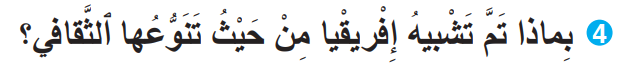 4 بِماذا تَمَّ تَشْبيهُ إِفْريقْيا مِنْ حَيْثُ تَنَوُّعُها ٱلثَّقافي؟